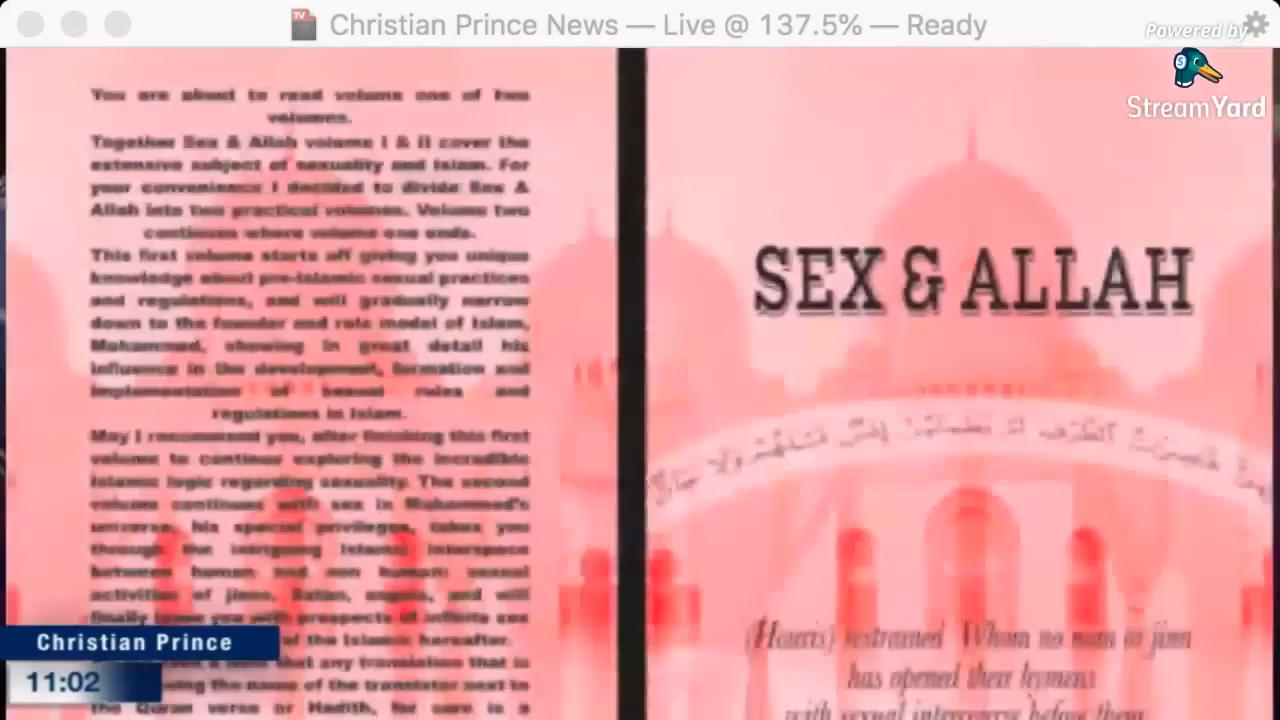 Christian Prince News — Live @ 137.5% — Ready
Powered by
StreamYard
You are about to read volume one of two
volumes.
Together Sex & Allah volume I & II cover the
extensive subject of sexuality and Islam. For
your convenience I decided to divide Sex &
Allah into two practical volumes. Volume two
continues where volume one ends.
This first volume starts off giving you unique
knowledge about pre-Islamic sexual practices
and regulations, and will gradually narrow
down to the founder and role model of Islam,
Mohammed, showing in great detail his
influence in the development, formation and
implementation of sexual rules and
regulations in Islam.
May I recommend you, after finishing this first
volume to continue exploring the incredible
Islamic logic regarding sexuality. The second
volume continues with sex in Muhammed's
universe, his special privileges, takes you
through the intriguing Islamic interspace
between human and non human sexual
activities of jinns, Satan, angels, and will
finally leave you with prospects of infinite sex
of the Islamic hereafter.
that any translation that is
the name of the translator next to
the Quran verse or Hadith, for sure is a
SEX & ALLAH
(Houris) restrained Whom no man or jinn
has opened their hymens
with sexual intercourse before them
Christian Prince
11:02